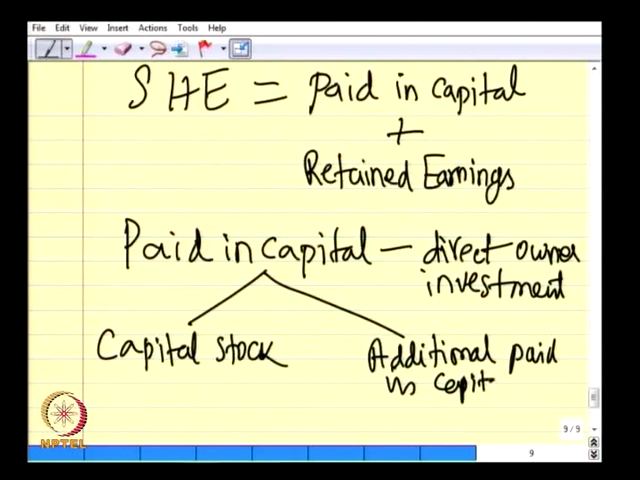 File Edit View Insert Actions Tools Help
SHE = Paid in capital
+
Retained Earnings
Paid in capital — direct owner
investment
Capital stock
Additional paid
in capit
NPTEL
9/9
9